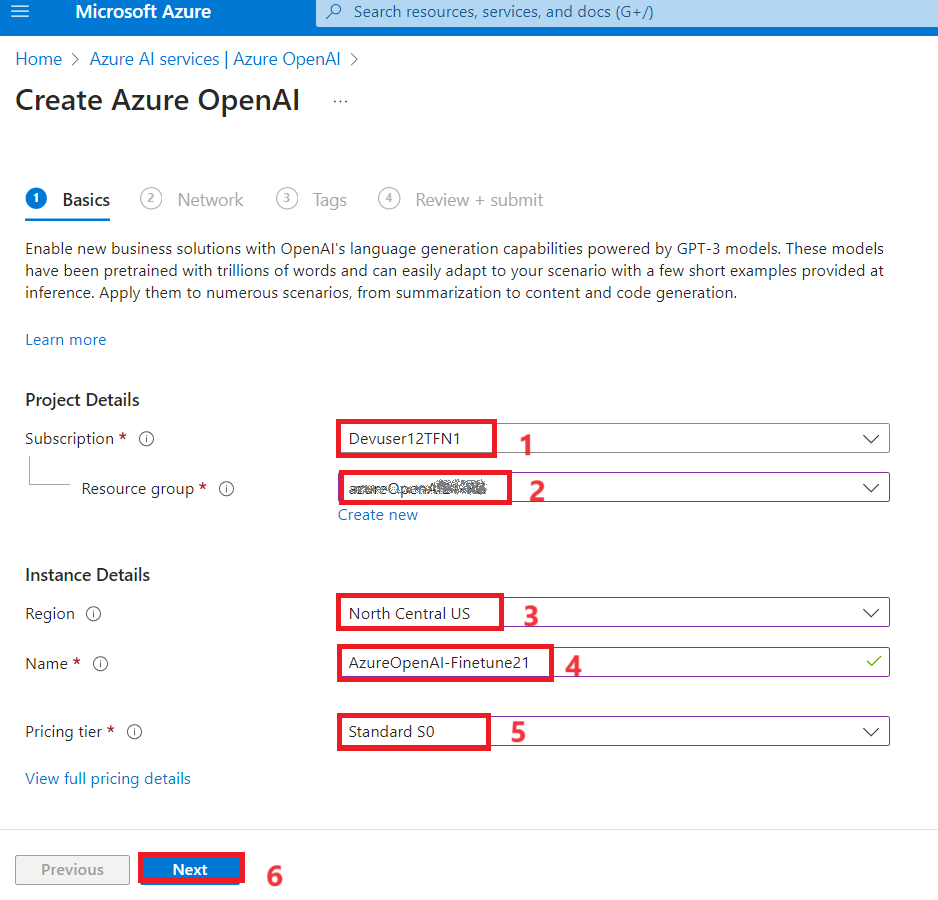 Microsoft Azure
Search resources, services, and docs (G+/)
Home > Azure AI services | Azure OpenAI >
Create Azure OpenAI ...
1 Basics 2 Network 3 Tags 4 Review + submit
Enable new business solutions with OpenAI's language generation capabilities powered by GPT-3 models. These models
have been pretrained with trillions of words and can easily adapt to your scenario with a few short examples provided at
inference. Apply them to numerous scenarios, from summarization to content and code generation.
Learn more
Project Details
Subscription * Devuser12TFN1 1
Resource group * 2
Create new
Instance Details
Region North Central US 3
Name * AzureOpenAI-Finetune21 4
Pricing tier * Standard S0 5
View full pricing details
Previous Next 6